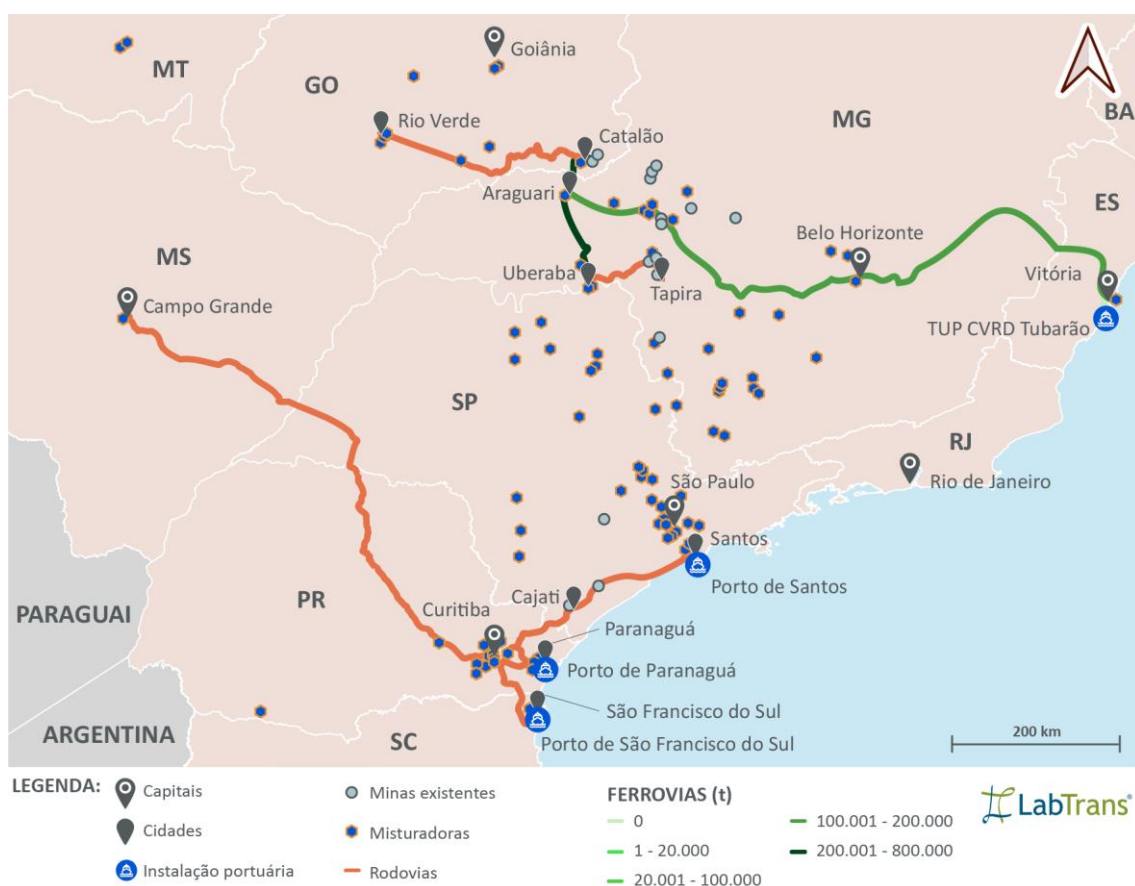 MT
GO
Goiânia
Rio Verde
Catalão
MG
BA
Araguari
ES
MS
Belo Horizonte
Vitória
Uberaba
Tapira
Campo Grande
TUP CVRD Tubarão
SP
RJ
São Paulo
Rio de Janeiro
Santos
Porto de Santos
PR
Cajati
PARAGUAI
Curitiba
Paranaguá
Porto de Paranaguá
São Francisco do Sul
ARGENTINA
SC
Porto de São Francisco do Sul
200 km
LEGENDA:
Capitais
Cidades
Instalação portuária
Minas existentes
Misturadoras
Rodovias
FERROVIAS (t)
0
1 - 20.000
20.001 - 100.000
100.001 - 200.000
200.001 - 800.000
LabTrans®